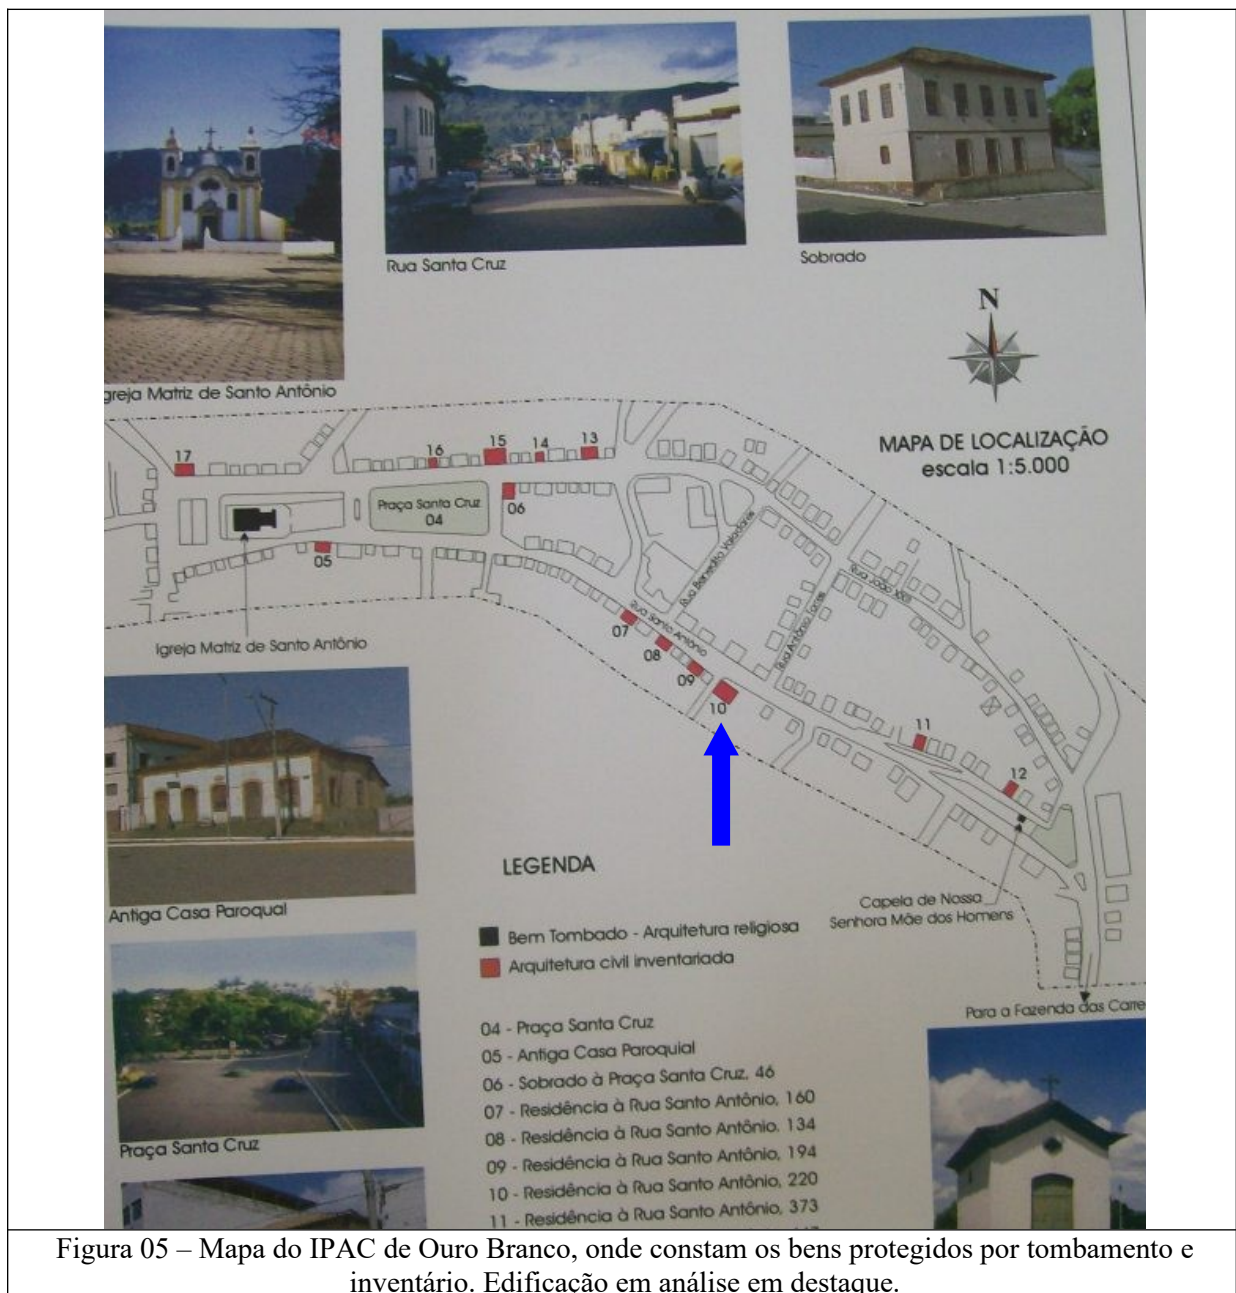 Rua Santa Cruz
Sobrado
greja Matriz de Santo Antônio
N
MAPA DE LOCALIZAÇÃO
escala 1:5.000
17
16
15
14
13
Praça Santa Cruz
04
06
05
Rua Benedito Valadares
Rua João
Rua Santo Antônio
07
08
09
10
11
12
Igreja Matriz de Santo Antônio
Capela de Nossa
Senhora Mãe dos Homens
Antiga Casa Paroqual
LEGENDA
Bem Tombado - Arquitetura religiosa
Arquitetura civil inventariada
Para a Fazenda das Carre
Praça Santa Cruz
04 - Praça Santa Cruz
05 - Antiga Casa Paroquial
06 - Sobrado à Praça Santa Cruz, 46
07 - Residência à Rua Santo Antônio, 160
08 - Residência à Rua Santo Antônio, 134
09 - Residência à Rua Santo Antônio, 194
10 - Residência à Rua Santo Antônio, 220
11 - Residência à Rua Santo Antônio, 373
Figura 05 – Mapa do IPAC de Ouro Branco, onde constam os bens protegidos por tombamento e
inventário. Edificação em análise em destaque.